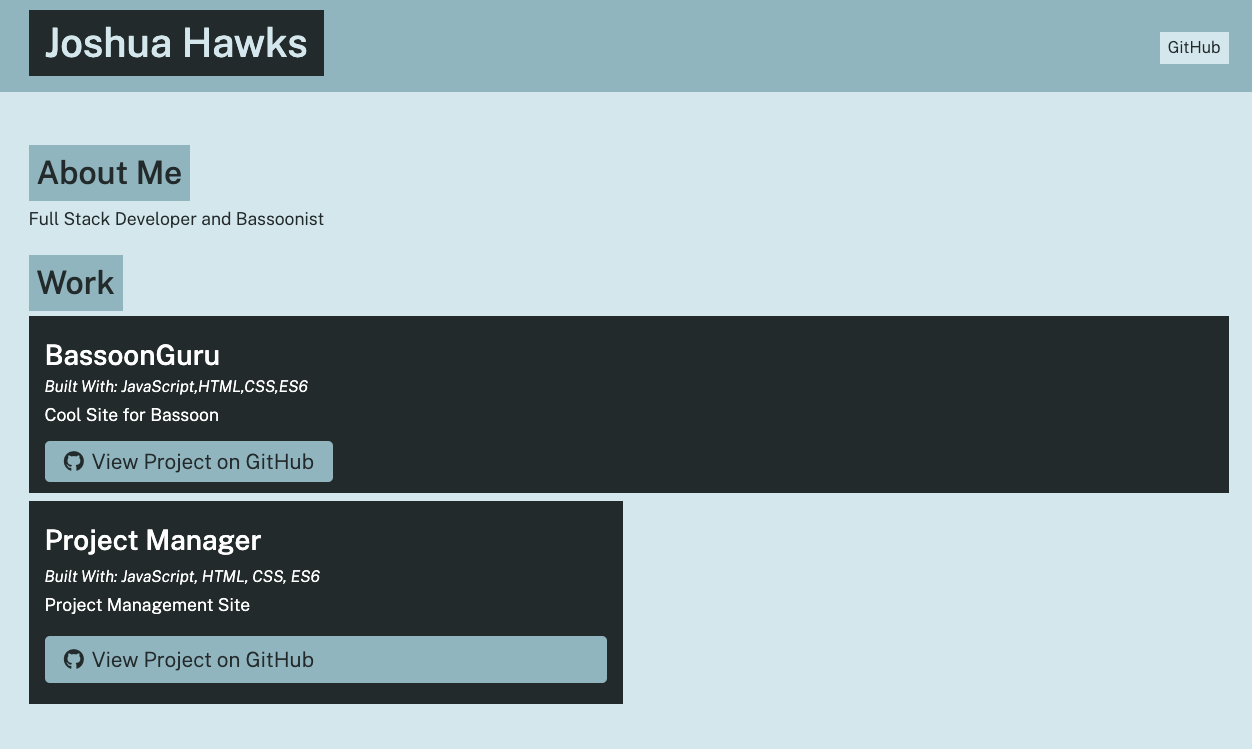 Joshua Hawks
GitHub
About Me
Full Stack Developer and Bassoonist
Work
BassoonGuru
Built With: JavaScript,HTML,CSS,ES6
Cool Site for Bassoon
View Project on GitHub
Project Manager
Built With: JavaScript, HTML, CSS, ES6
Project Management Site
View Project on GitHub